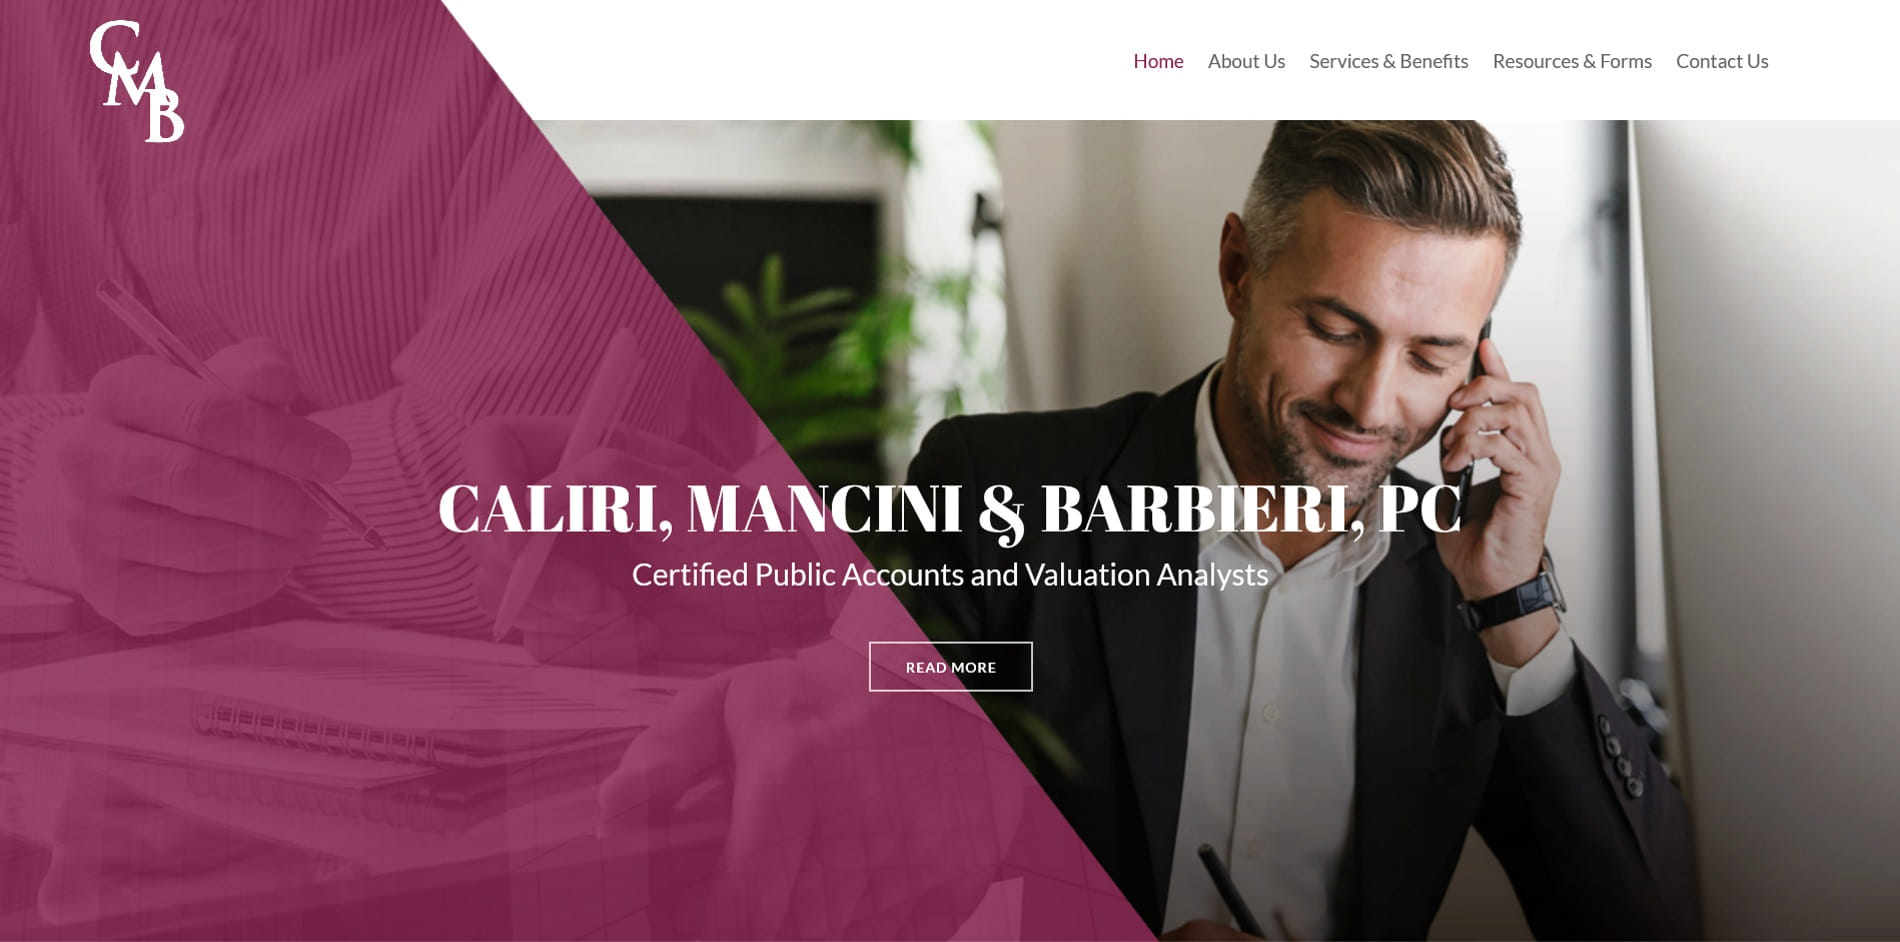 CMB
Home About Us Services & Benefits Resources & Forms Contact Us
CALIRI, MANCINI & BARBIERI, PC
Certified Public Accounts and Valuation Analysts
READ MORE